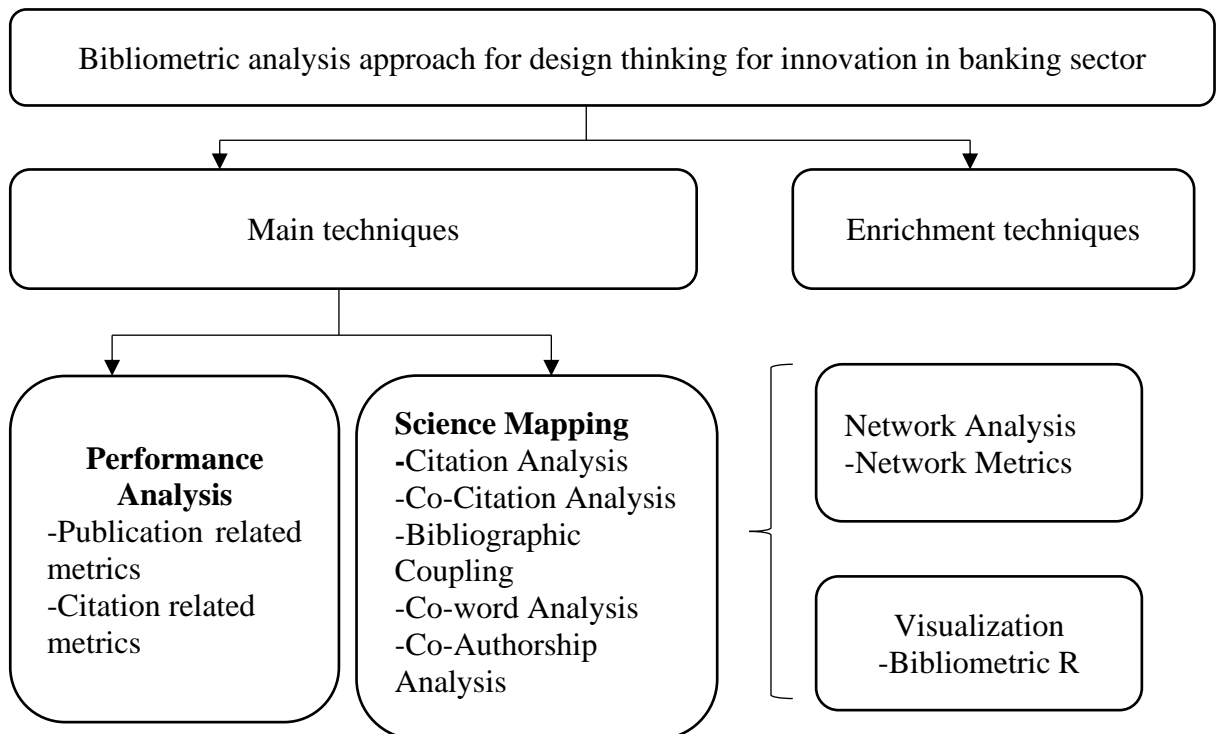 Bibliometric analysis approach for design thinking for innovation in banking sector
Main techniques
Enrichment techniques
Performance
Analysis
-Publication related
metrics
-Citation related
metrics
Science Mapping
-Citation Analysis
-Co-Citation Analysis
-Bibliographic
Coupling
-Co-word Analysis
-Co-Authorship
Analysis
Network Analysis
-Network Metrics
Visualization
-Bibliometric R